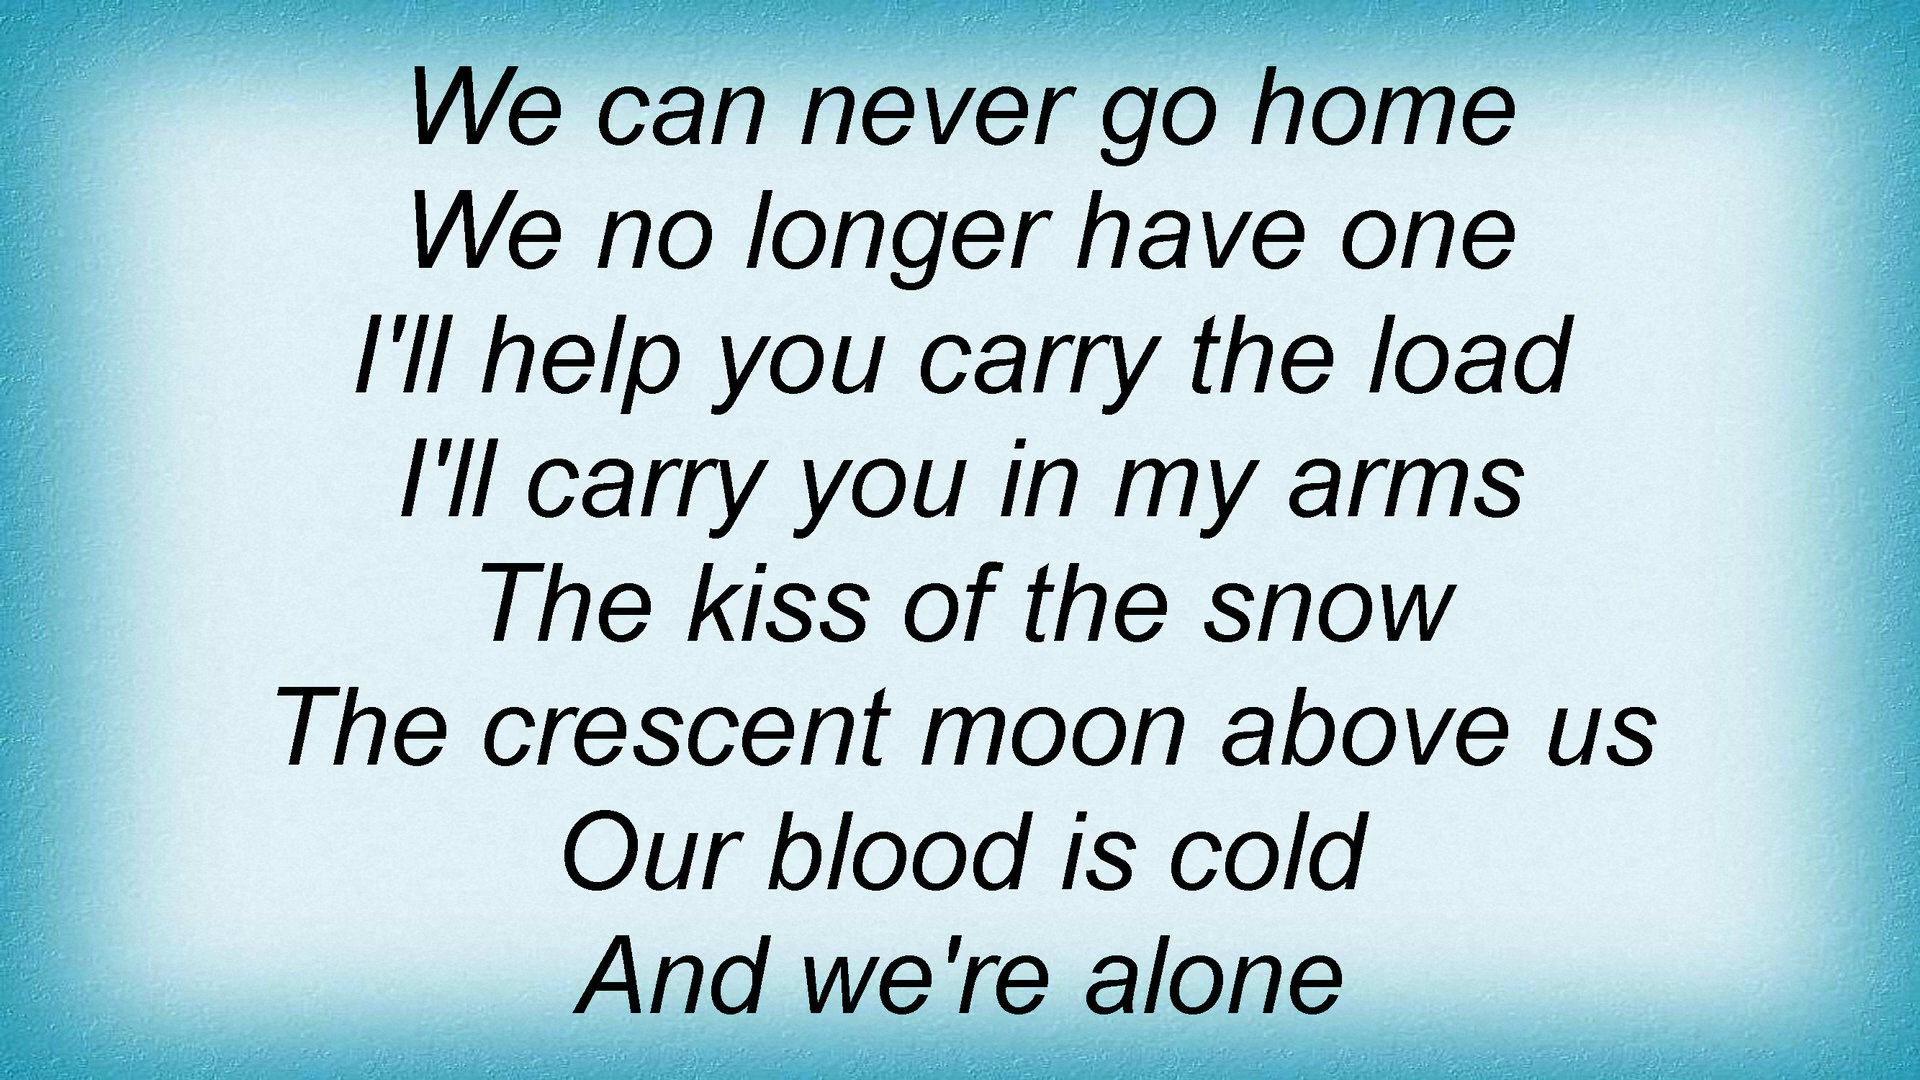 We can never go home
We no longer have one
I'll help you carry the load
I'll carry you in my arms
The kiss of the snow
The crescent moon above us
Our blood is cold
And we're alone